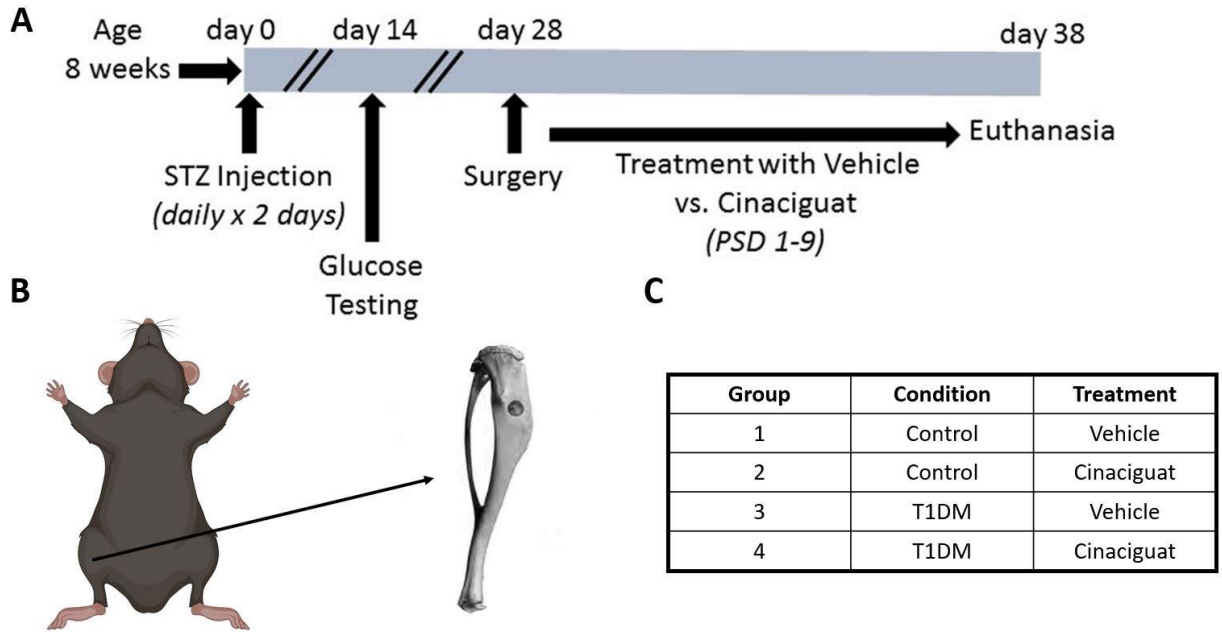 A
Age
8 weeks
day 0
day 14
day 28
day 38
STZ Injection
(daily x 2 days)
Glucose
Testing
Surgery
Treatment with Vehicle
vs. Cinaciguat
(PSD 1-9)
Euthanasia
B
C
Group Condition Treatment
1 Control Vehicle
2 Control Cinaciguat
3 T1DM Vehicle
4 T1DM Cinaciguat